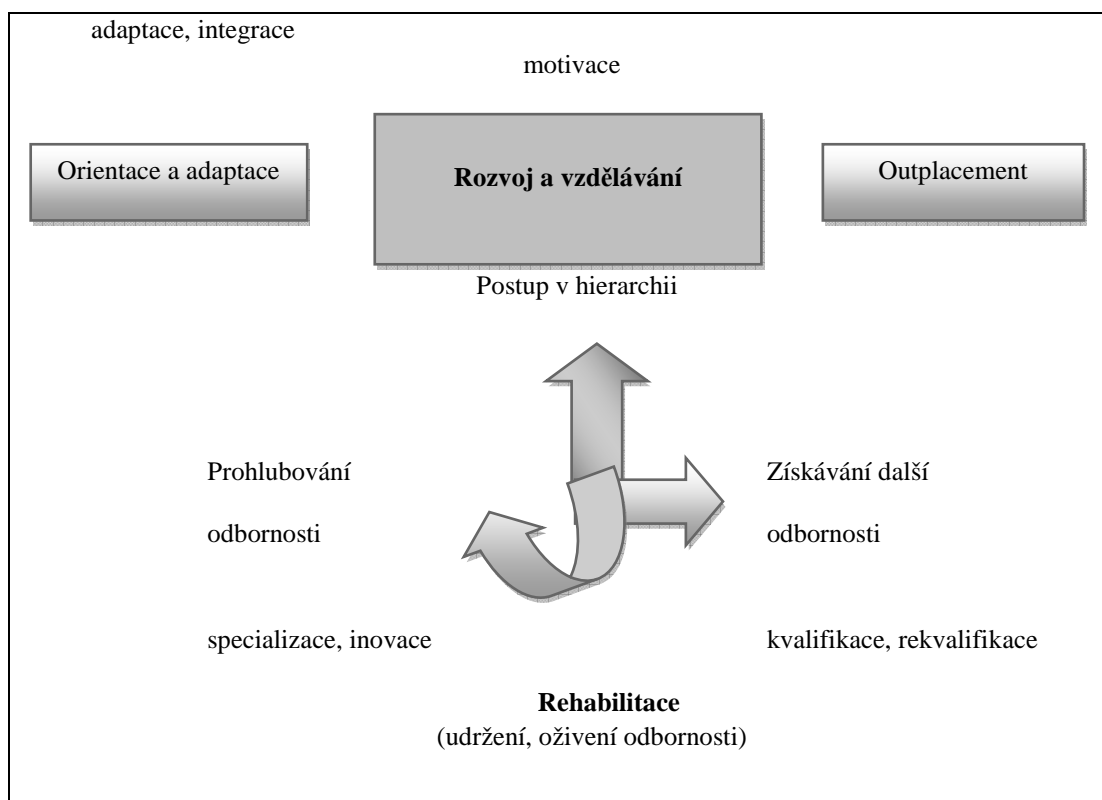 adaptace, integrace
motivace
Orientace a adaptace
Rozvoj a vzdělávání
Outplacement
Postup v hierarchii
Prohlubování
odbornosti
Získávání další
odbornosti
specializace, inovace
kvalifikace, rekvalifikace
Rehabilitace
(udržení, oživení odbornosti)